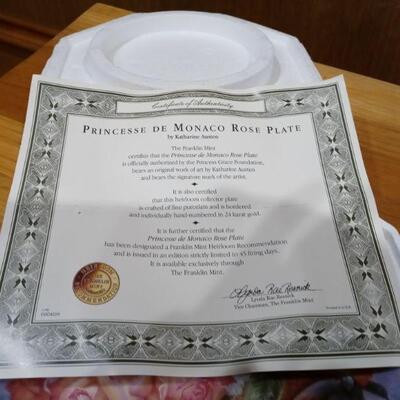 Certificate of Authenticity
PRINCESSE DE MONACO ROSE PLATE
by Katharine Austen
The Franklin Mint
certifies that the Princesse de Monaco Rose Plate
is officially authorized by the Princess Grace Foundation,
bears an original work of art by Katharine Austen
and bears the signature work of the artist.
It is also certified
that this heirloom collector plate
is crafted of fine porcelain and is bordered
and individually hand-numbered in 24 karat gold.
It is further certified that the
Princesse de Monaco Rose Plate
has been designated a Franklin Mint Heirloom Recommendation
and is issued in an edition strictly limited to 45 firing days.
It is available exclusively through
The Franklin Mint.
Lynda Rae Resnick
Lynda Rae Resnick
Vice Chairman, The Franklin Mint